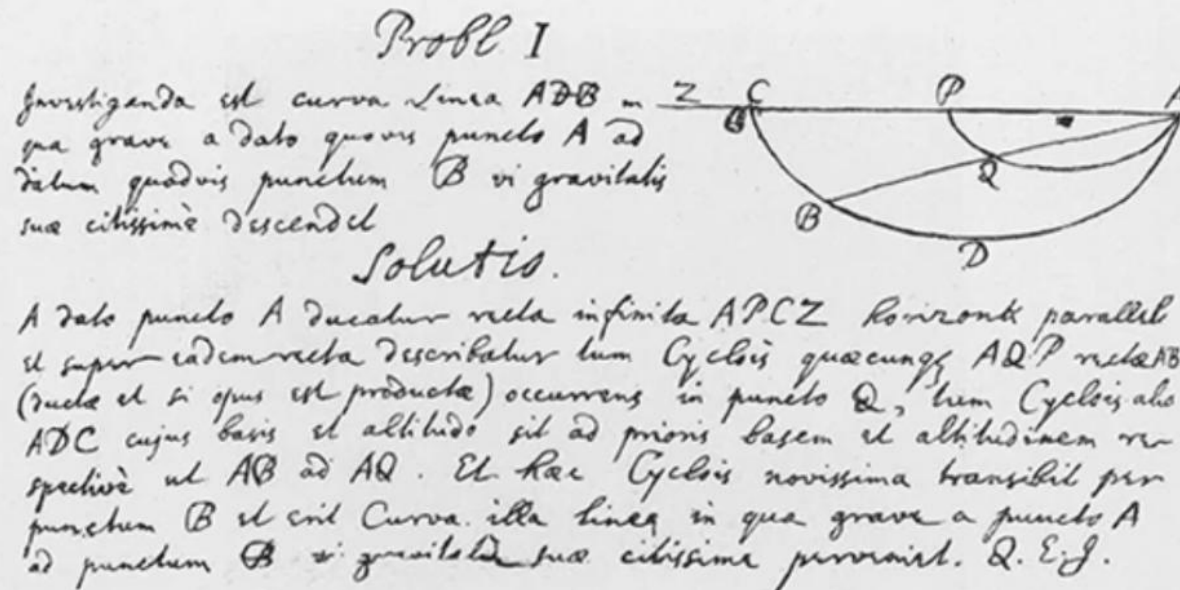 Probl I
Investiganda est curva Linea ADB in
qua grave a dato quovis puncto A ad
datum quodvis punctum B vi gravitatis
suæ citissimè descendet
Z C P A
B Q
B
D
Solutio.
A dato puncto A ducatur recta infinita APCZ horizonti parallel
et super eadem recta describatur tum Cyclois quæcunqꝫ AQP rectæ AB
(ductæ et si opus est productæ) occurrens in puncto Q, tum Cyclois alia
ADC cujus basis et altitudo sit ad prioris basem et altitudinem re-
spectivè ut AB ad AQ. Et hæc Cyclois novissima transibit per
punctum B et erit Curva illa linea in qua grave a puncto A
ad punctum B vi gravitatis suæ citissime perveniet. Q.E.J.